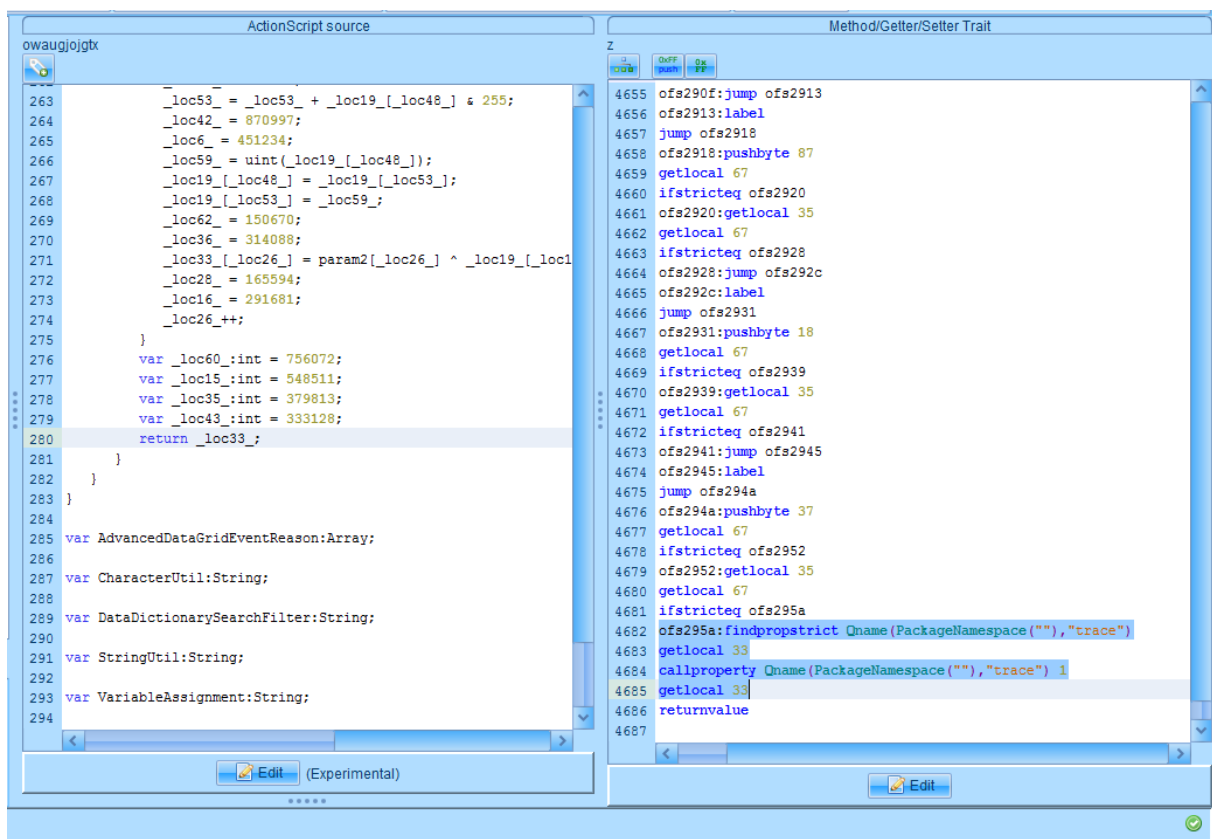 ActionScript source
owaugjojgtx
263 _loc53_ = _loc53_ + _loc19_[_loc48_] & 255;
264 _loc42_ = 870997;
265 _loc6_ = 451234;
266 _loc59_ = uint(_loc19_[_loc48_]);
267 _loc19_[_loc48_] = _loc19_[_loc53_];
268 _loc19_[_loc53_] = _loc59_;
269 _loc62_ = 150670;
270 _loc36_ = 314088;
271 _loc33_[_loc26_] = param2[_loc26_] ^ _loc19_[_loc1
272 _loc28_ = 165594;
273 _loc16_ = 291681;
274 _loc26_++;
275 }
276 var _loc60_:int = 756072;
277 var _loc15_:int = 548511;
278 var _loc35_:int = 379813;
279 var _loc43_:int = 333128;
280 return _loc33_;
281 }
282 }
283 }
284
285 var AdvancedDataGridEventReason:Array;
286
287 var CharacterUtil:String;
288
289 var DataDictionarySearchFilter:String;
290
291 var StringUtil:String;
292
293 var VariableAssignment:String;
294
Edit (Experimental)
Method/Getter/Setter Trait
z
0xFF push 0x FF
4655 ofs290f:jump ofs2913
4656 ofs2913:label
4657 jump ofs2918
4658 ofs2918:pushbyte 87
4659 getlocal 67
4660 ifstricteq ofs2920
4661 ofs2920:getlocal 35
4662 getlocal 67
4663 ifstricteq ofs2928
4664 ofs2928:jump ofs292c
4665 ofs292c:label
4666 jump ofs2931
4667 ofs2931:pushbyte 18
4668 getlocal 67
4669 ifstricteq ofs2939
4670 ofs2939:getlocal 35
4671 getlocal 67
4672 ifstricteq ofs2941
4673 ofs2941:jump ofs2945
4674 ofs2945:label
4675 jump ofs294a
4676 ofs294a:pushbyte 37
4677 getlocal 67
4678 ifstricteq ofs2952
4679 ofs2952:getlocal 35
4680 getlocal 67
4681 ifstricteq ofs295a
4682 ofs295a:findpropstrict Qname(PackageNamespace(""),"trace")
4683 getlocal 33
4684 callproperty Qname(PackageNamespace(""),"trace") 1
4685 getlocal 33
4686 returnvalue
4687
Edit